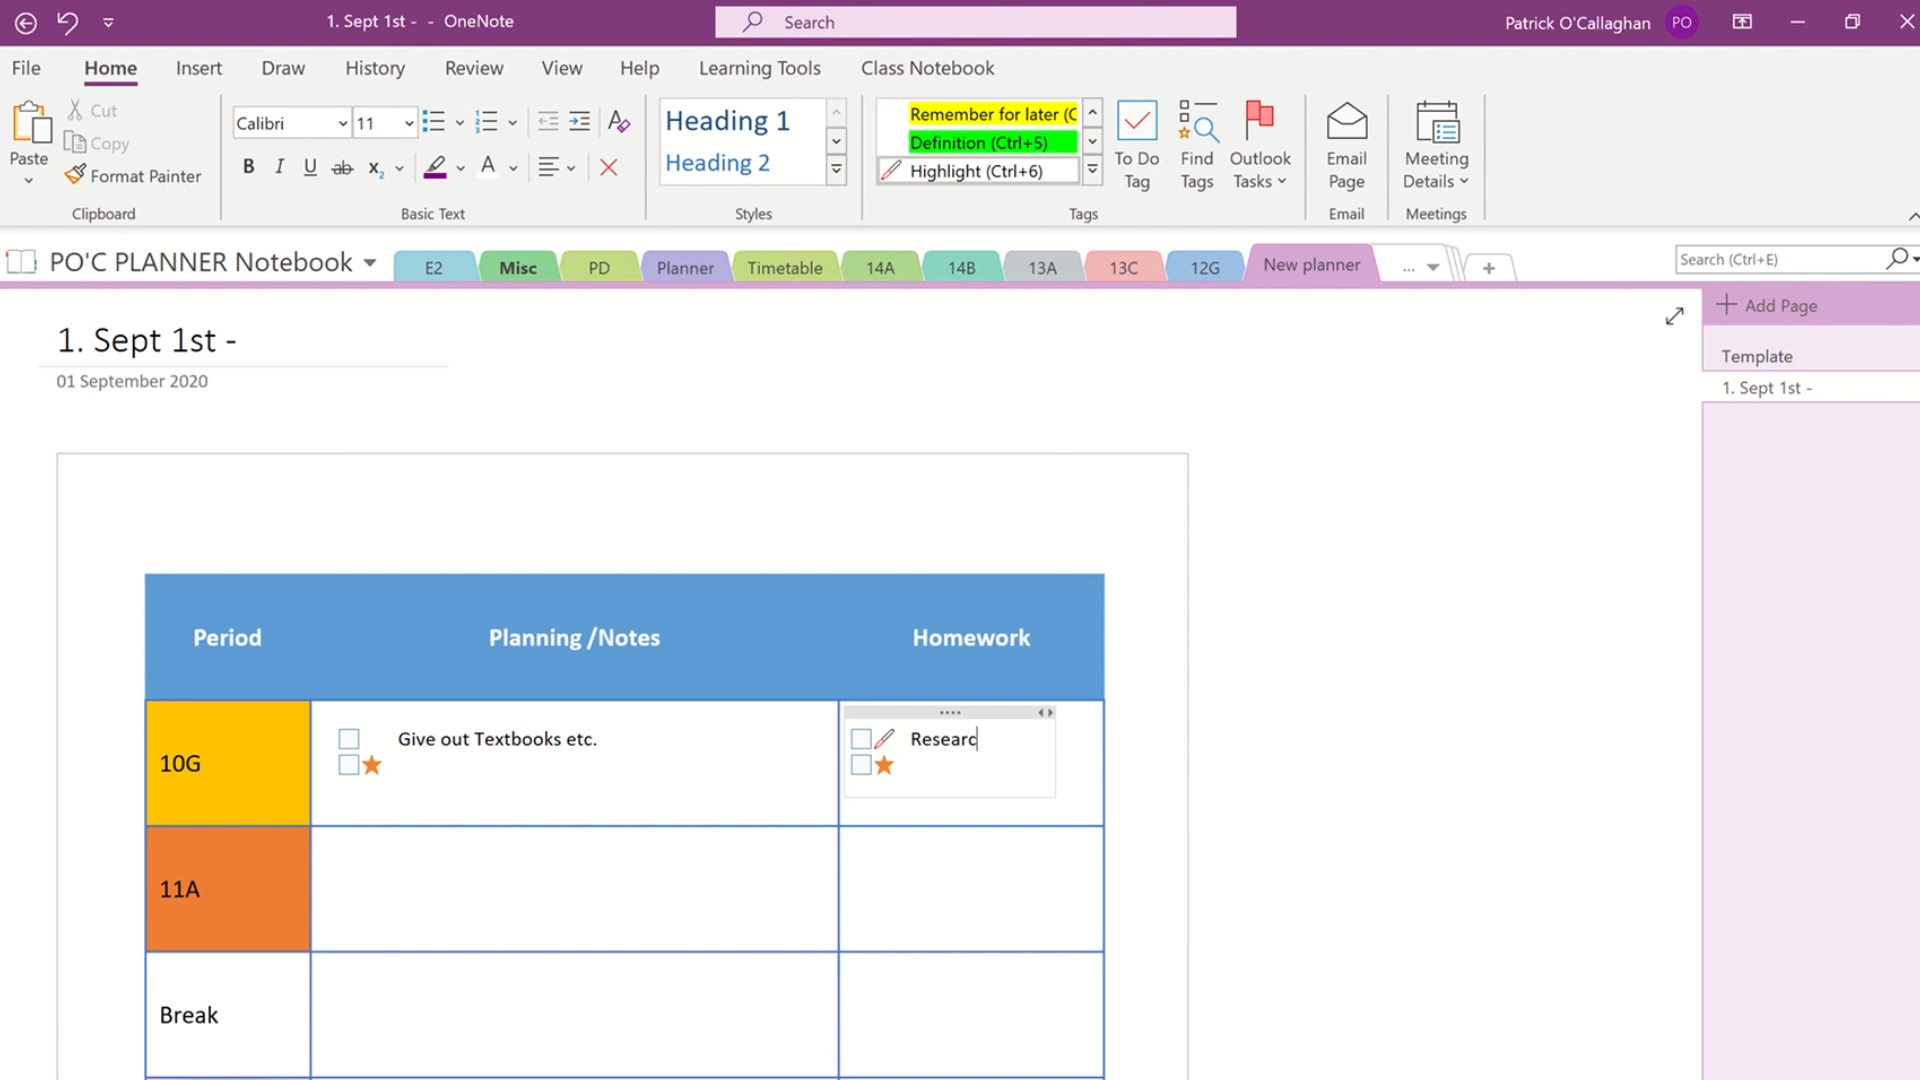 1. Sept 1st -  -  OneNote
Search
Patrick O'Callaghan
PO
File Home Insert Draw History Review View Help Learning Tools Class Notebook
Paste
Cut
Copy
Format Painter
Clipboard
Calibri 11
B I U ab x2 A
Basic Text
Heading 1
Heading 2
Styles
Remember for later (C
Definition (Ctrl+5)
Highlight (Ctrl+6)
Tags
To Do
Tag
Find
Tags
Outlook
Tasks
Email
Page
Email
Meeting
Details
Meetings
PO'C PLANNER Notebook
E2 Misc PD Planner Timetable 14A 14B 13A 13C 12G New planner ... +
Search (Ctrl+E)
1. Sept 1st -
01 September 2020
Add Page
Template
1. Sept 1st -
Period Planning /Notes Homework
10G
Give out Textbooks etc.
Researc
11A
Break